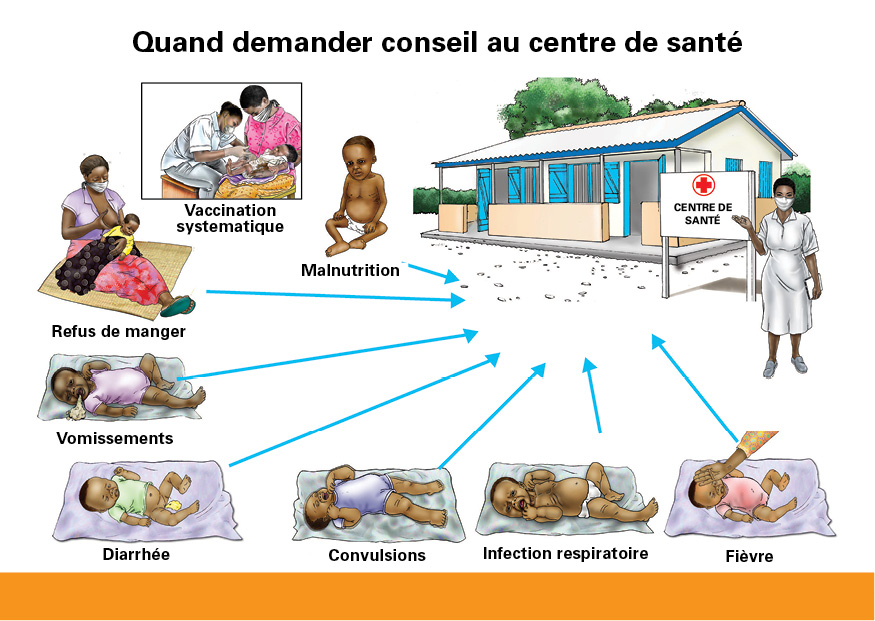 Quand demander conseil au centre de santé
Vaccination
systematique
Malnutrition
CENTRE DE
SANTÉ
Refus de manger
Vomissements
Diarrhée
Convulsions
Infection respiratoire
Fièvre